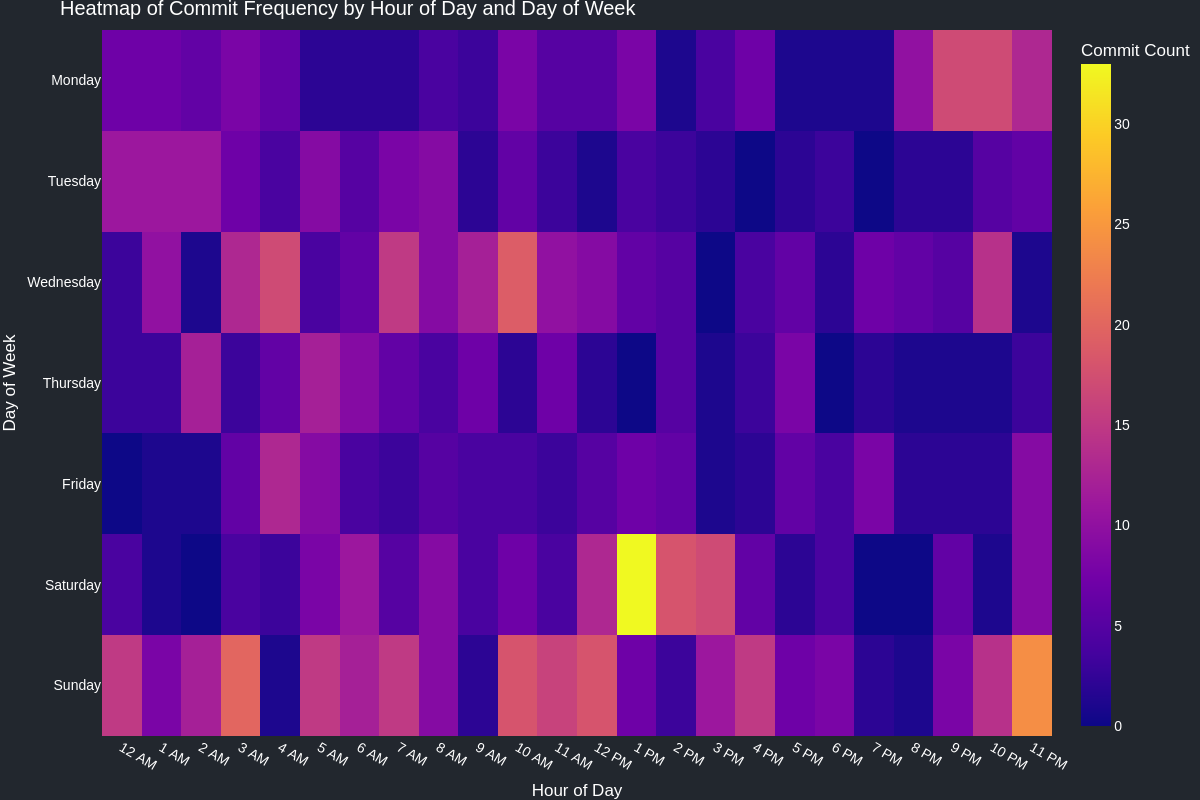 Heatmap of Commit Frequency by Hour of Day and Day of Week
Commit Count
30
25
20
15
10
5
0
Day of Week
Monday
Tuesday
Wednesday
Thursday
Friday
Saturday
Sunday
12 AM
1 AM
2 AM
3 AM
4 AM
5 AM
6 AM
7 AM
8 AM
9 AM
10 AM
11 AM
12 PM
1 PM
2 PM
3 PM
4 PM
5 PM
6 PM
7 PM
8 PM
9 PM
10 PM
11 PM
Hour of Day